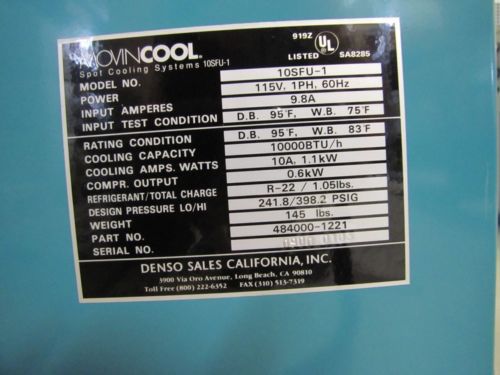 MOVINCOOL®
Spot Cooling Systems 10SFU-1
919Z
UL
LISTED SA8285
MODEL NO. 10SFU-1
POWER 115V, 1PH, 60Hz
INPUT AMPERES 9.8A
INPUT TEST CONDITION D.B. 95°F, W.B. 75°F
RATING CONDITION D.B. 95°F, W.B. 83°F
COOLING CAPACITY 10000BTU/h
COOLING AMPS. WATTS 10A, 1.1kW
COMPR. OUTPUT 0.6kW
REFRIGERANT/TOTAL CHARGE R-22 / 1.05lbs.
DESIGN PRESSURE LO/HI 241.8/398.2 PSIG
WEIGHT 145 lbs.
PART NO. 484000-1221
SERIAL NO.
DENSO SALES CALIFORNIA, INC.
3900 Via Oro Avenue, Long Beach, CA 90810
Toll Free (800) 222-6352 FAX (310) 513-7319